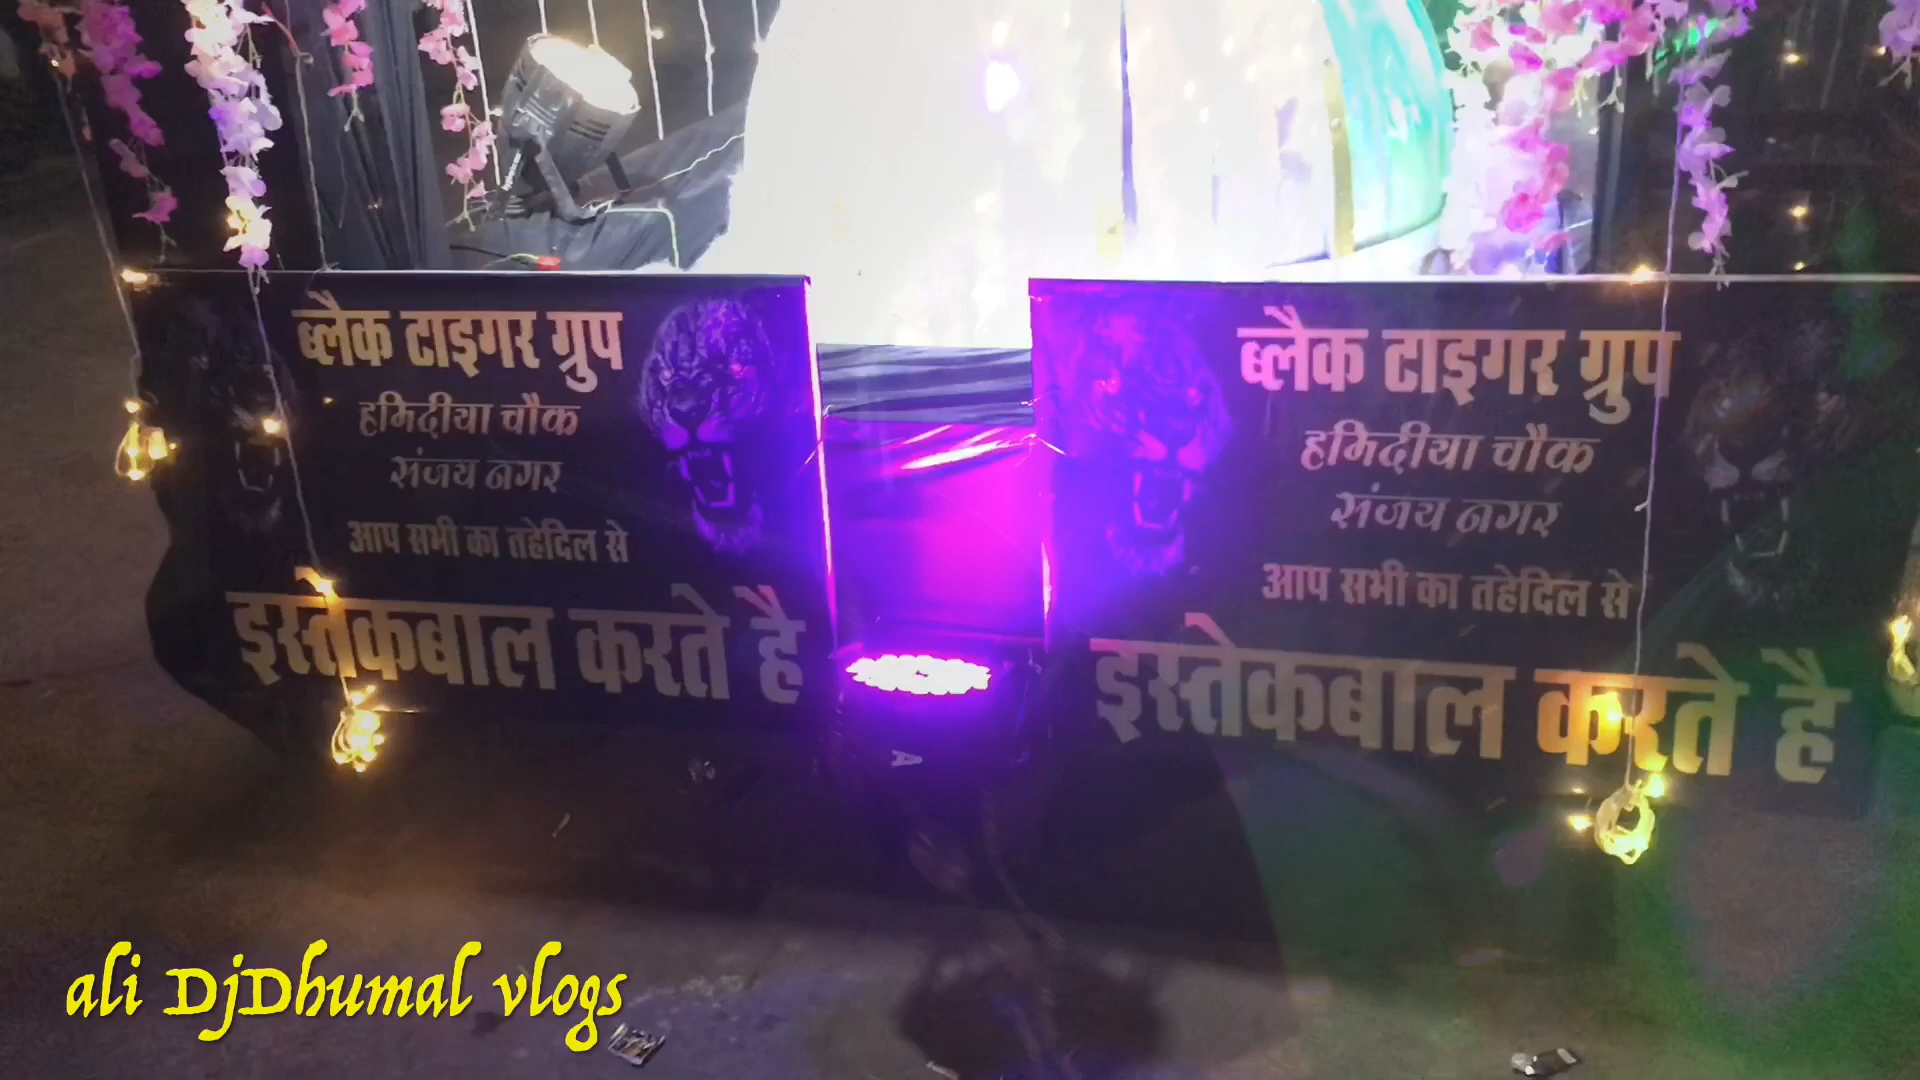 ब्लैक टाइगर ग्रुप
हमिदीया चौक
संजय नगर
आप सभी का तहेदिल से
इस्तेकबाल करते है
ब्लैक टाइगर ग्रुप
हमिदीया चौक
संजय नगर
आप सभी का तहेदिल से
इस्तेकबाल करते है
A
ali DjDhumal vlogs